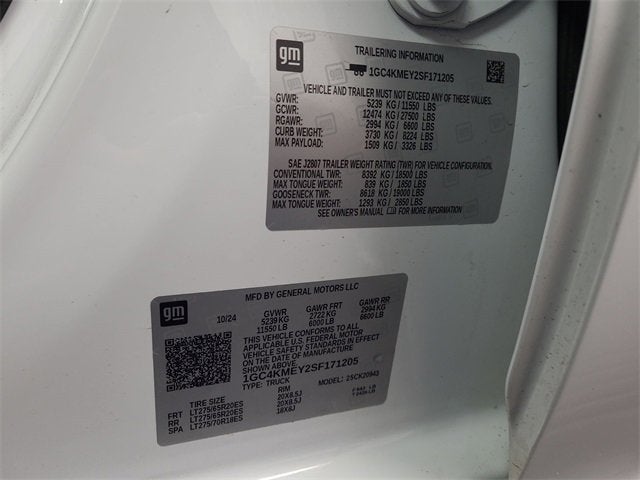 gm
TRAILERING INFORMATION
1GC4KMEY2SF171205
VEHICLE AND TRAILER MUST NOT EXCEED ANY OF THESE VALUES.
GVWR: 5239 KG / 11550 LBS
GCWR: 12474 KG / 27500 LBS
RGAWR: 2994 KG / 6600 LBS
CURB WEIGHT: 3730 KG / 8224 LBS
MAX PAYLOAD: 1509 KG / 3326 LBS
SAE J2807 TRAILER WEIGHT RATING (TWR) FOR VEHICLE CONFIGURATION.
CONVENTIONAL TWR: 8392 KG / 18500 LBS
MAX TONGUE WEIGHT: 839 KG / 1850 LBS
GOOSENECK TWR: 8618 KG / 19000 LBS
MAX TONGUE WEIGHT: 1293 KG / 2850 LBS
SEE OWNER'S MANUAL FOR MORE INFORMATION
gm
MFD BY GENERAL MOTORS LLC
10/24 GVWR GAWR FRT GAWR RR
5239 KG 2722 KG 2994 KG
11550 LB 6000 LB 6600 LB
THIS VEHICLE CONFORMS TO ALL
APPLICABLE U.S. FEDERAL MOTOR
VEHICLE SAFETY STANDARDS IN EFFECT
ON THE DATE OF MANUFACTURE
SHOWN ABOVE.
1GC4KMEY2SF171205
TYPE: TRUCK MODEL: 25CK20943
TIRE SIZE RIM
FRT LT275/65R20ES 20X8.5J
RR LT275/65R20ES 20X8.5J
SPA LT275/70R18ES 18X8J